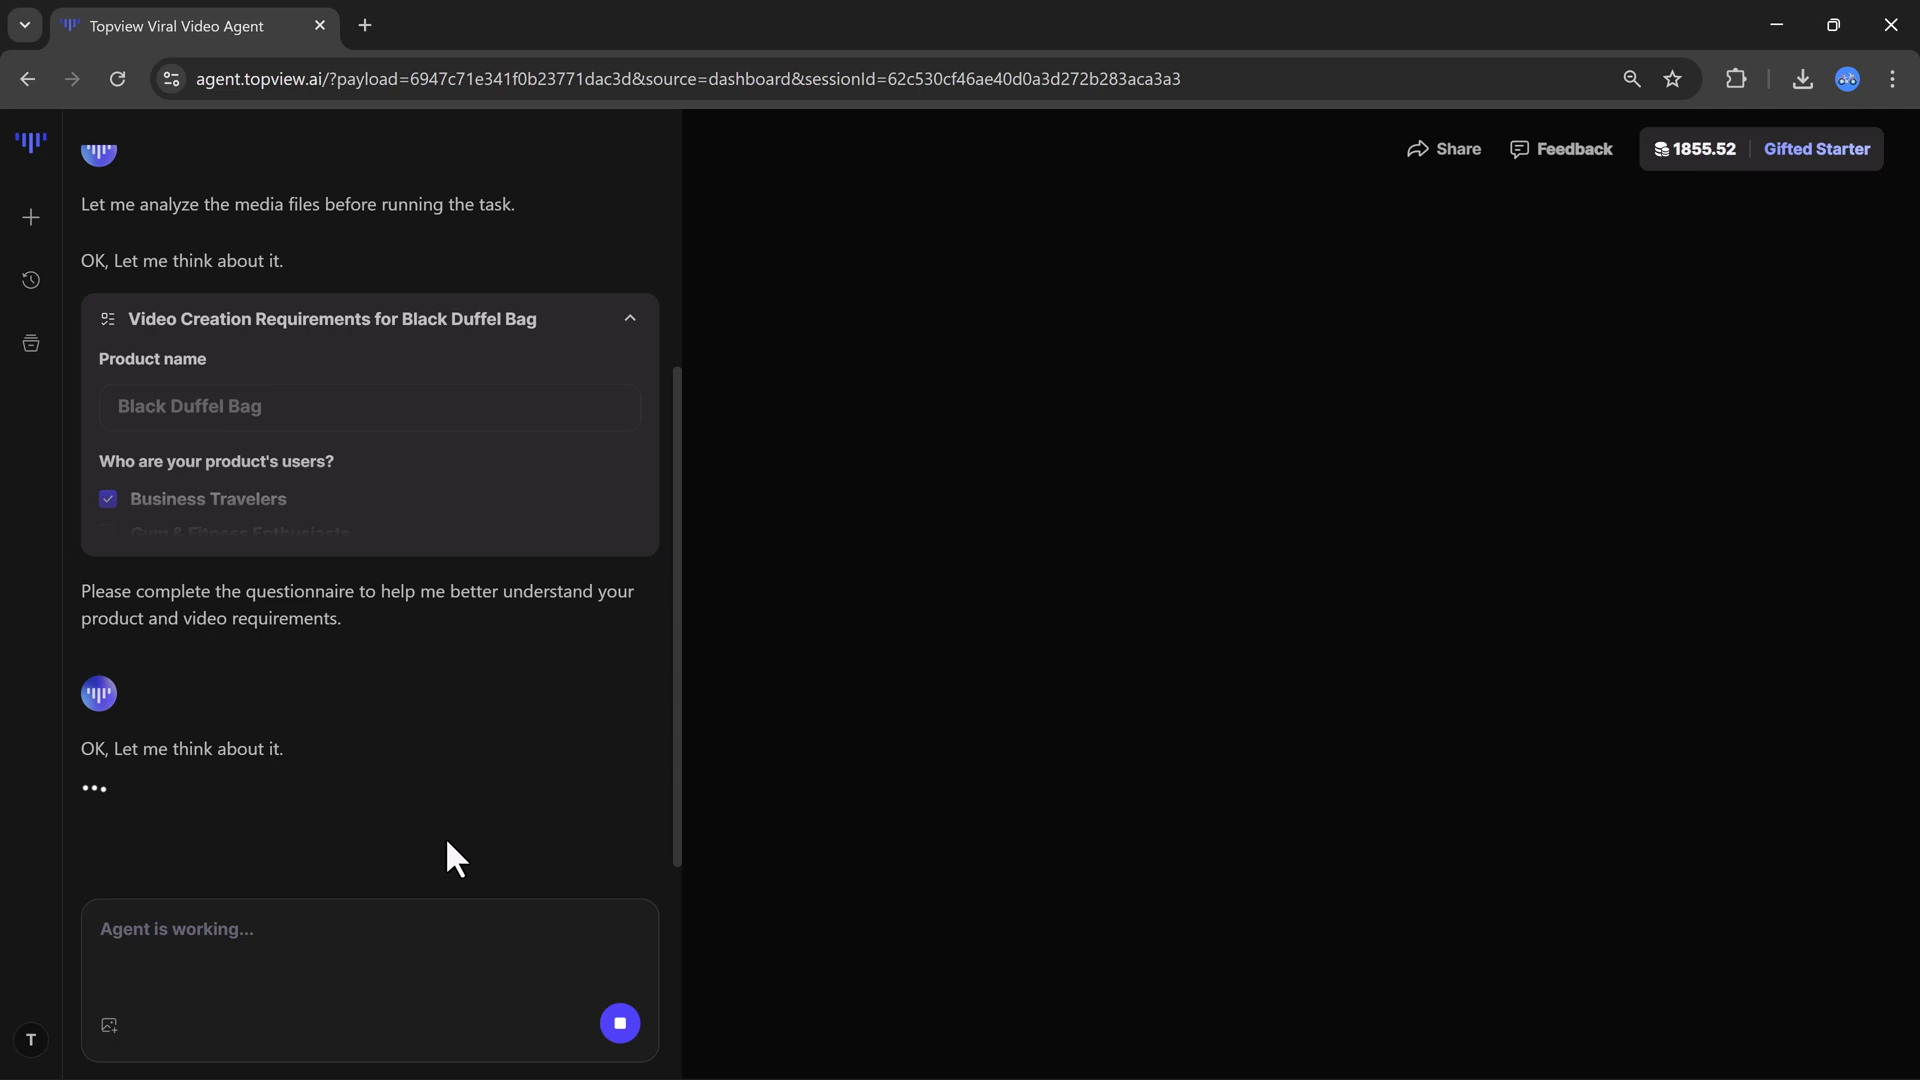 Topview Viral Video Agent
agent.topview.ai/?payload=6947c71e341f0b23771dac3d&source=dashboard&sessionId=62c530cf46ae40d0a3d272b283aca3a3
Share
Feedback
1855.52
Gifted Starter
Let me analyze the media files before running the task.
OK, Let me think about it.
Video Creation Requirements for Black Duffel Bag
Product name
Black Duffel Bag
Who are your product's users?
Business Travelers
Gym & Fitness Enthusiasts
Please complete the questionnaire to help me better understand your
product and video requirements.
OK, Let me think about it.
Agent is working...
T